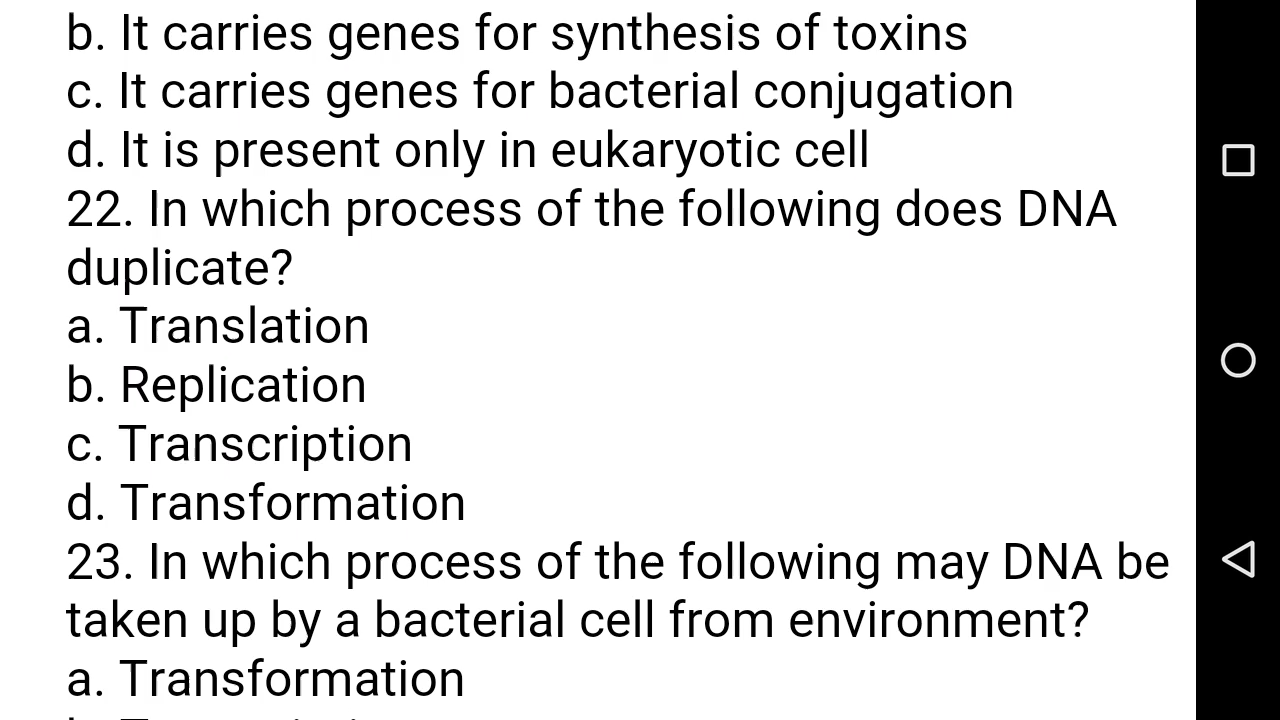 b. It carries genes for synthesis of toxins
c. It carries genes for bacterial conjugation
d. It is present only in eukaryotic cell
22. In which process of the following does DNA
duplicate?
a. Translation
b. Replication
c. Transcription
d. Transformation
23. In which process of the following may DNA be
taken up by a bacterial cell from environment?
a. Transformation